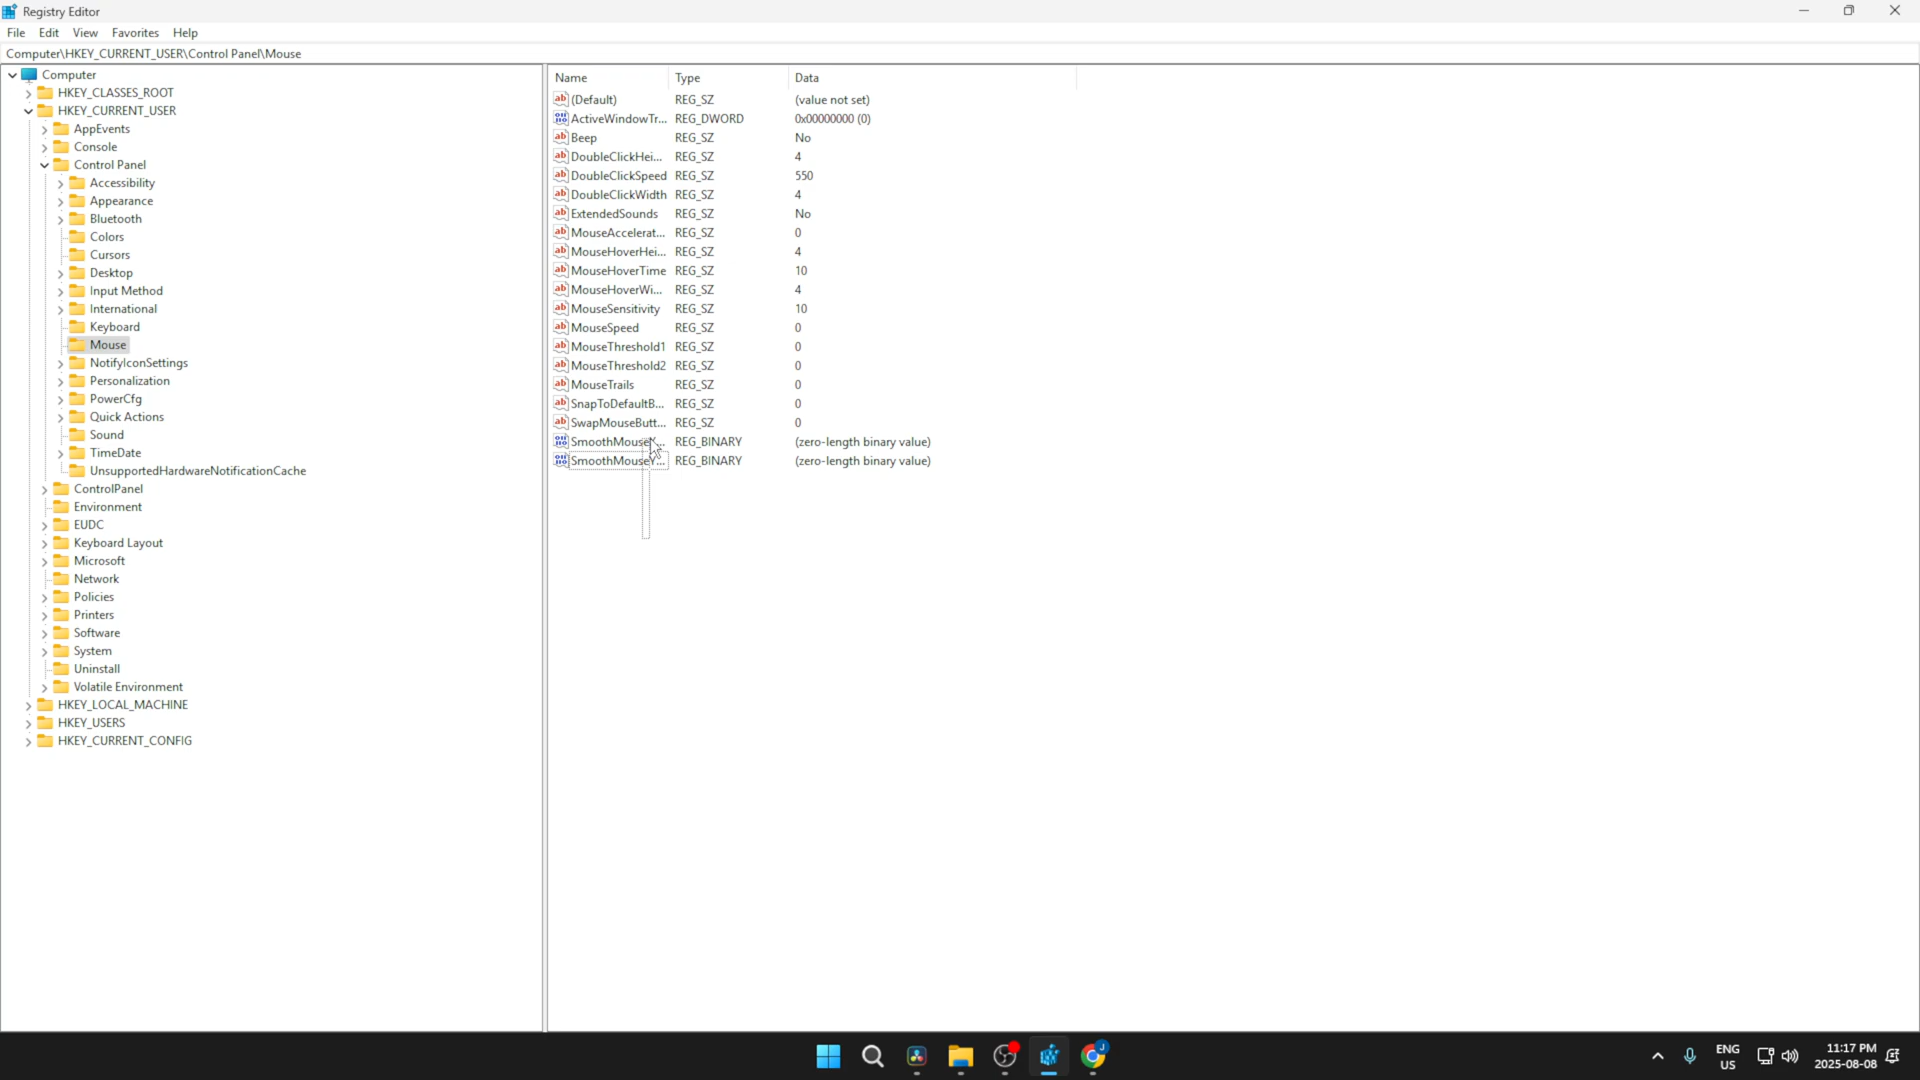 Registry Editor
File Edit View Favorites Help
Computer\HKEY_CURRENT_USER\Control Panel\Mouse
Computer
HKEY_CLASSES_ROOT
HKEY_CURRENT_USER
AppEvents
Console
Control Panel
Accessibility
Appearance
Bluetooth
Colors
Cursors
Desktop
Input Method
International
Keyboard
Mouse
NotifyIconSettings
Personalization
PowerCfg
Quick Actions
Sound
TimeDate
UnsupportedHardwareNotificationCache
ControlPanel
Environment
EUDC
Keyboard Layout
Microsoft
Network
Policies
Printers
Software
System
Uninstall
Volatile Environment
HKEY_LOCAL_MACHINE
HKEY_USERS
HKEY_CURRENT_CONFIG
Name Type Data
(Default) REG_SZ (value not set)
ActiveWindowTr... REG_DWORD 0x00000000 (0)
Beep REG_SZ No
DoubleClickHei... REG_SZ 4
DoubleClickSpeed REG_SZ 550
DoubleClickWidth REG_SZ 4
ExtendedSounds REG_SZ No
MouseAccelerat... REG_SZ 0
MouseHoverHei... REG_SZ 4
MouseHoverTime REG_SZ 10
MouseHoverWi... REG_SZ 4
MouseSensitivity REG_SZ 10
MouseSpeed REG_SZ 0
MouseThreshold1 REG_SZ 0
MouseThreshold2 REG_SZ 0
MouseTrails REG_SZ 0
SnapToDefaultB... REG_SZ 0
SwapMouseButt... REG_SZ 0
SmoothMouseX... REG_BINARY (zero-length binary value)
SmoothMouseY... REG_BINARY (zero-length binary value)
J
ENG
US
11:17 PM
2025-08-08